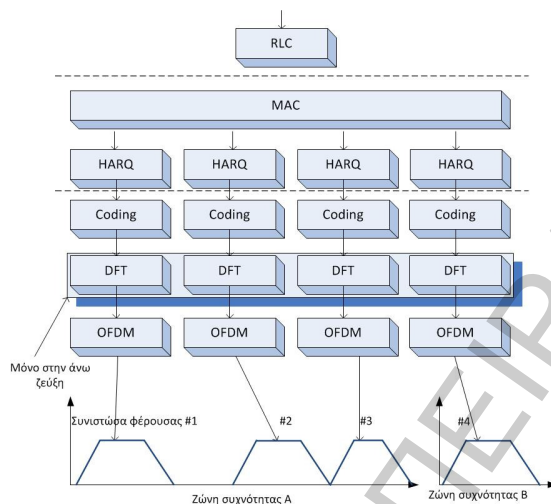 RLC
MAC
HARQ HARQ HARQ HARQ
Coding Coding Coding Coding
DFT DFT DFT DFT
OFDM OFDM OFDM OFDM
Μόνο στην άνω
ζεύξη
Συνιστώσα φέρουσας #1 #2 #3 #4
Ζώνη συχνότητας Α Ζώνη συχνότητας Β